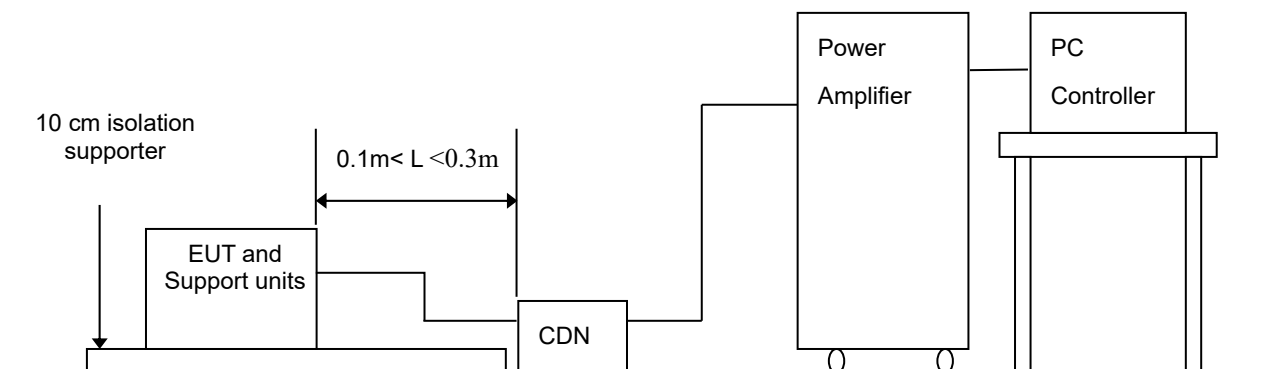 Power
Amplifier
PC
Controller
10 cm isolation
supporter
0.1m< L <0.3m
EUT and
Support units
CDN